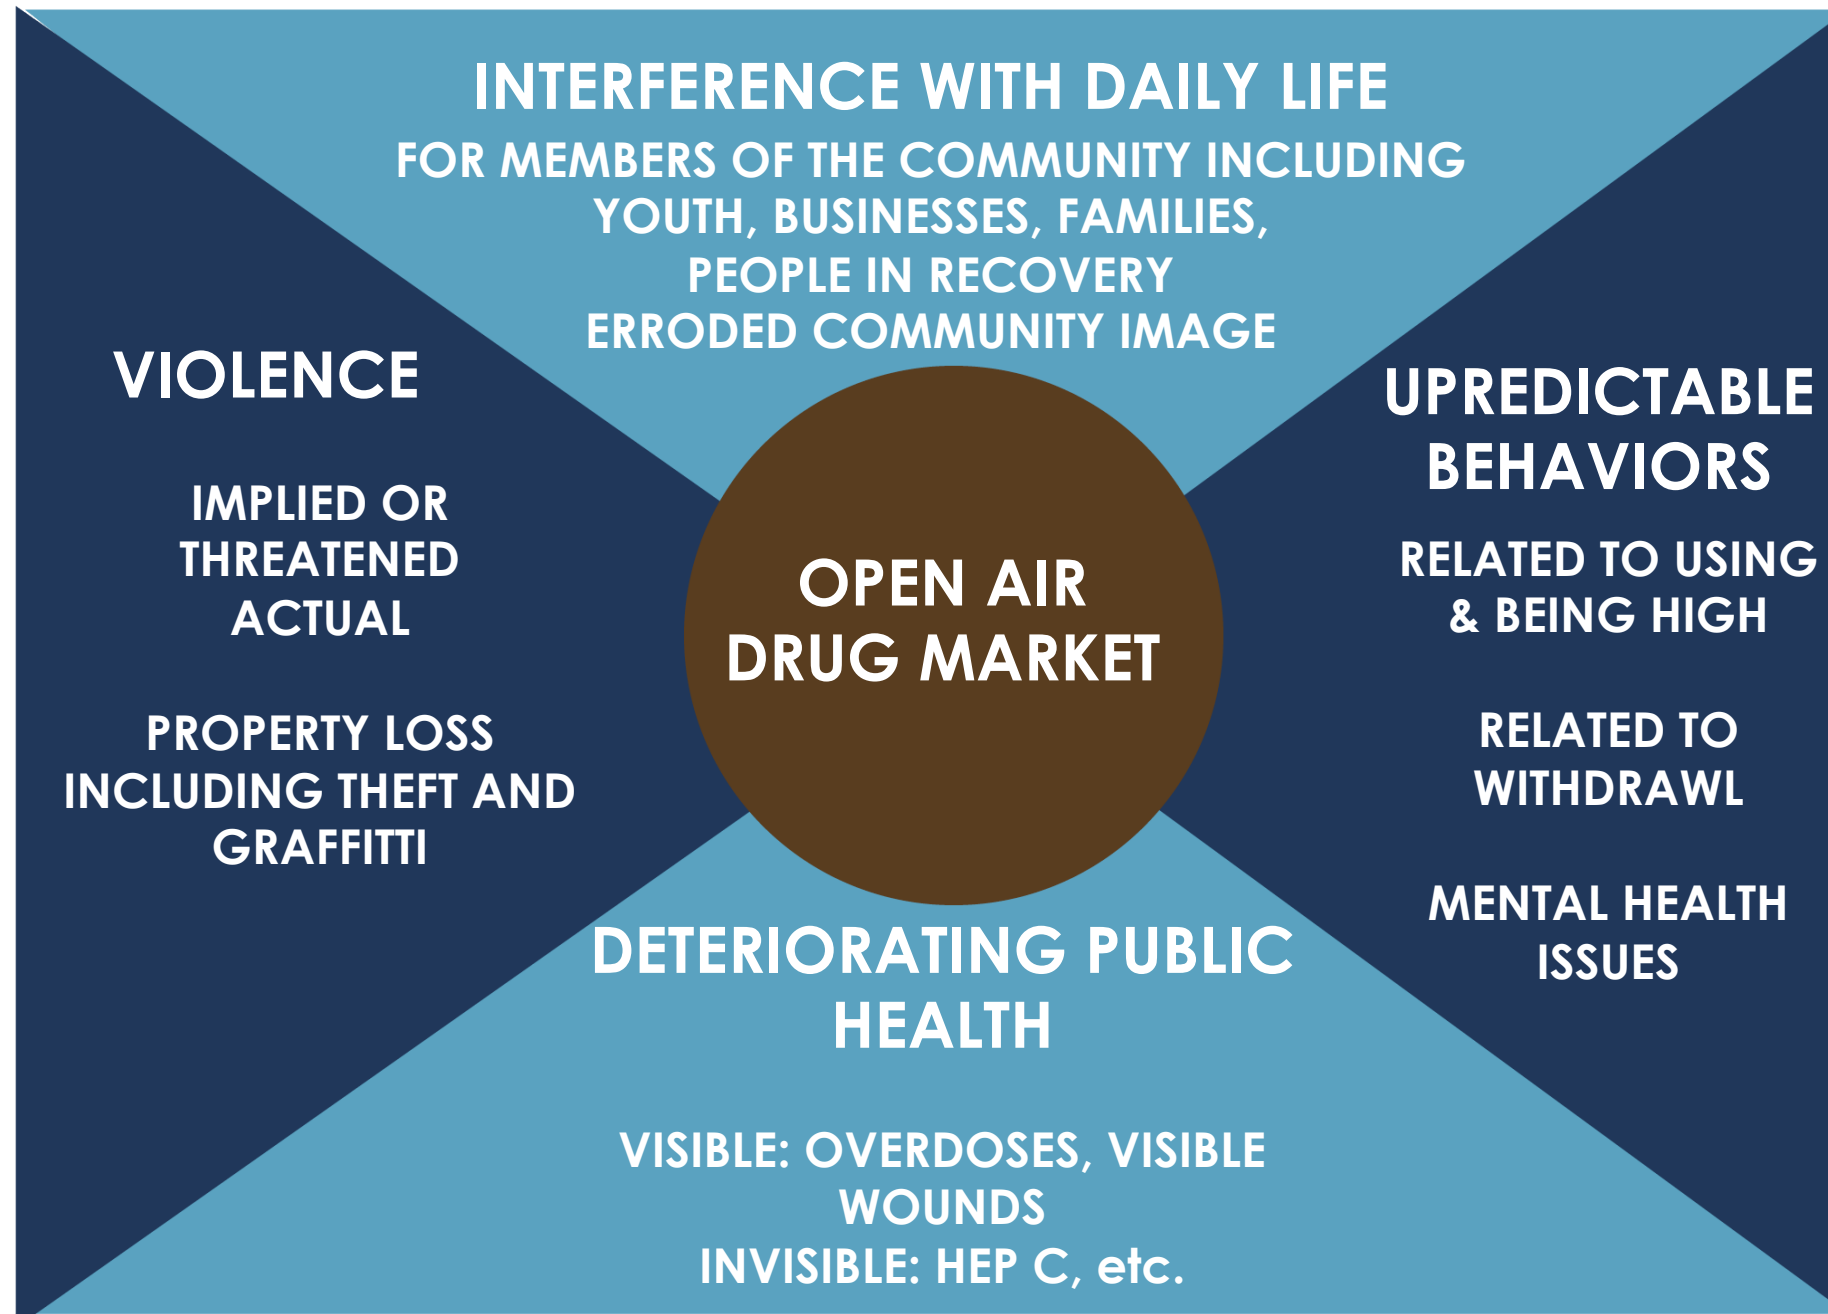 INTERFERENCE WITH DAILY LIFE
FOR MEMBERS OF THE COMMUNITY INCLUDING
YOUTH, BUSINESSES, FAMILIES,
PEOPLE IN RECOVERY
ERRODED COMMUNITY IMAGE
VIOLENCE
IMPLIED OR
THREATENED
ACTUAL
PROPERTY LOSS
INCLUDING THEFT AND
GRAFFITTI
OPEN AIR
DRUG MARKET
UPREDICTABLE
BEHAVIORS
RELATED TO USING
& BEING HIGH
RELATED TO
WITHDRAWL
MENTAL HEALTH
ISSUES
DETERIORATING PUBLIC
HEALTH
VISIBLE: OVERDOSES, VISIBLE
WOUNDS
INVISIBLE: HEP C, etc.